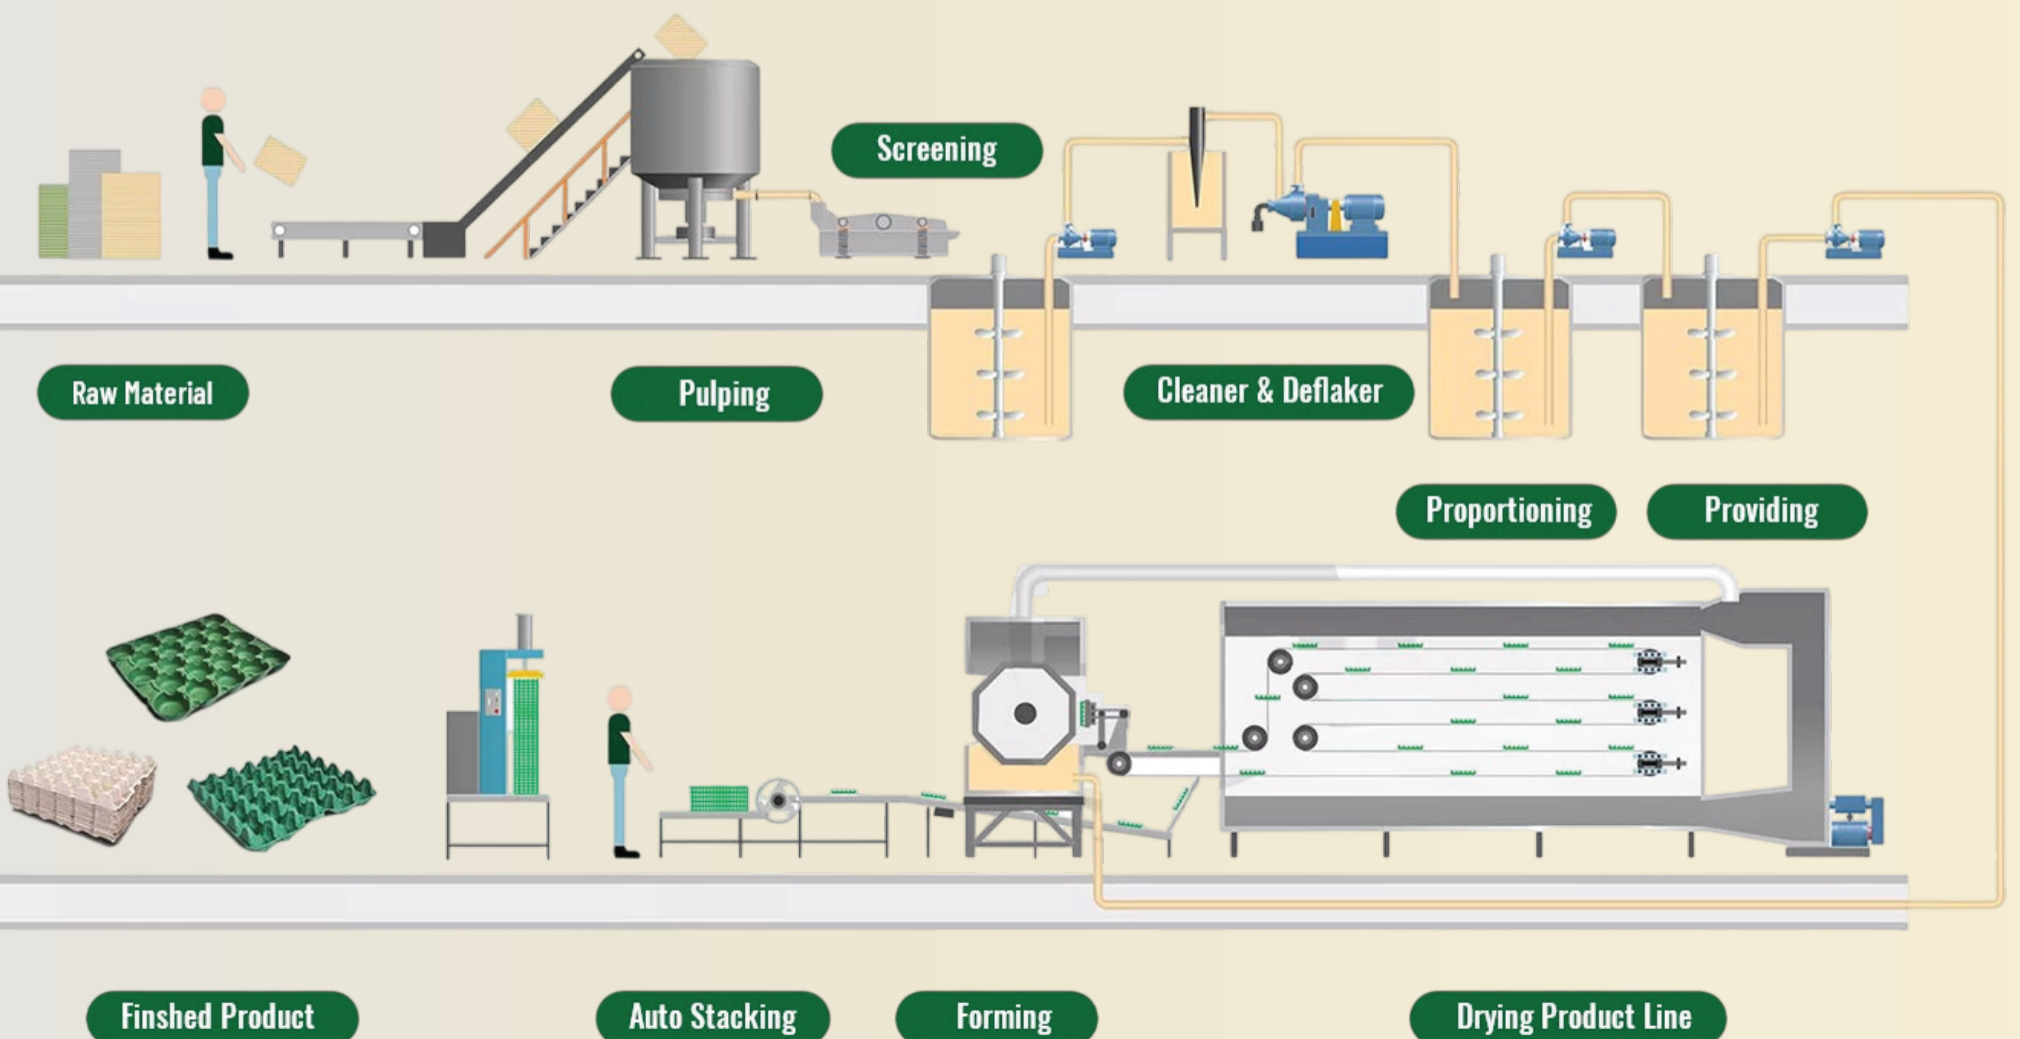 Screening
Raw Material
Pulping
Cleaner & Deflaker
Proportioning
Providing
Finshed Product
Auto Stacking
Forming
Drying Product Line